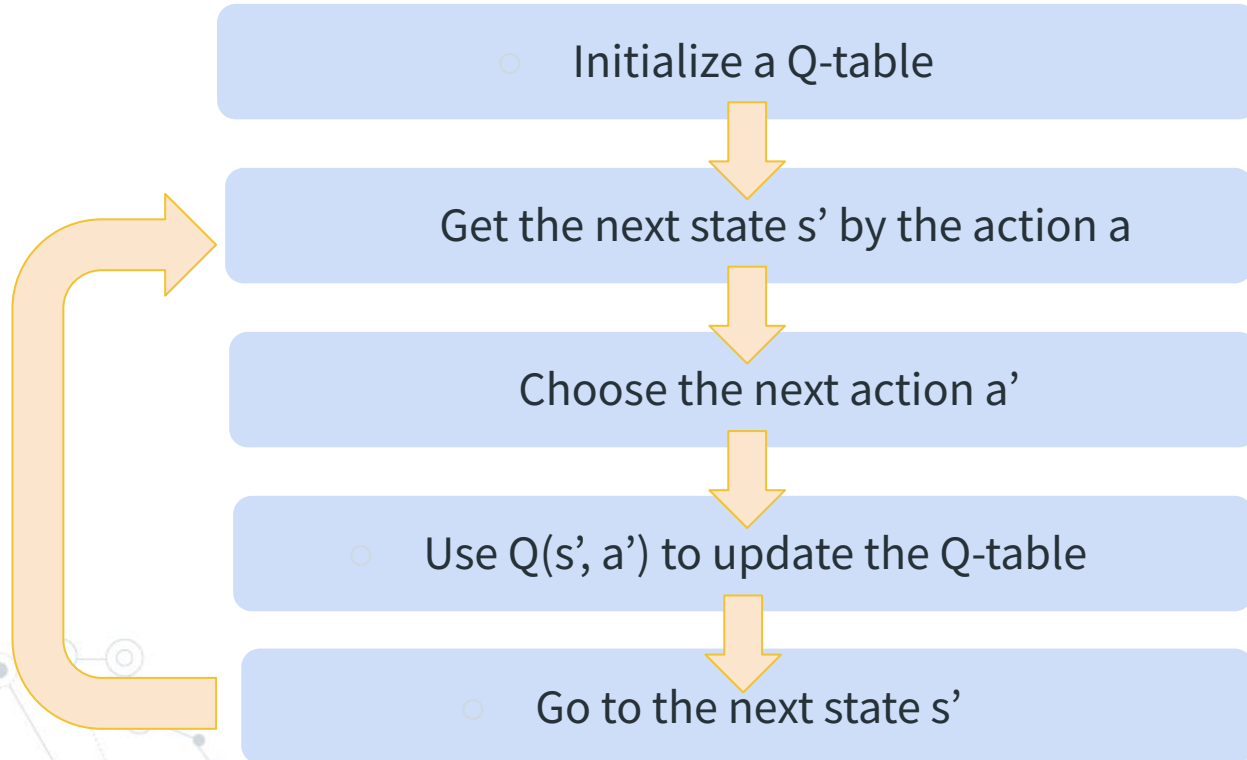 Initialize a Q-table
Get the next state s’ by the action a
Choose the next action a’
Use Q(s’, a’) to update the Q-table
Go to the next state s’